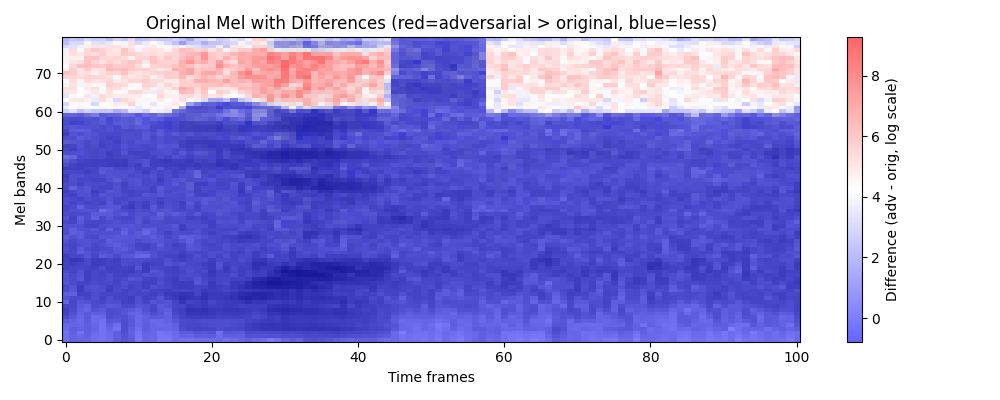 Original Mel with Differences (red=adversarial > original, blue=less)
Mel bands
70
60
50
40
30
20
10
0
0 20 40 60 80 100
Time frames
8
6
4
2
0
Difference (adv - orig, log scale)